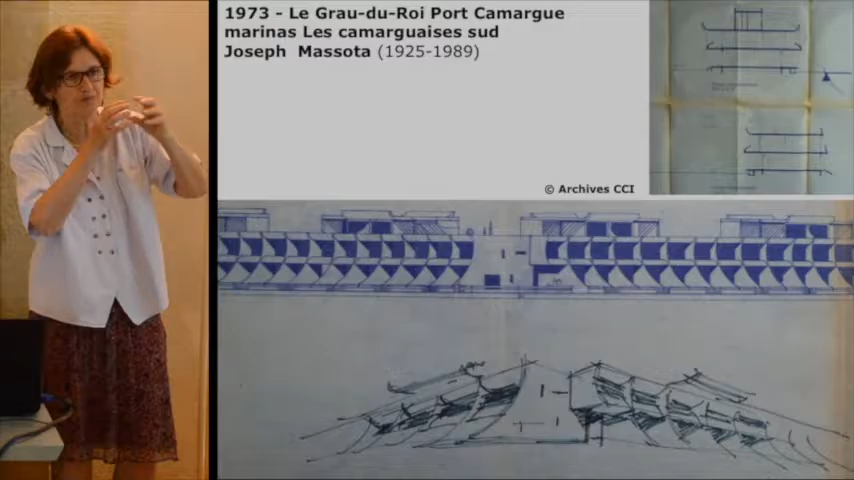 1973 - Le Grau-du-Roi Port Camargue
marinas Les camarguaises sud
Joseph Massota (1925-1989)
© Archives CCI